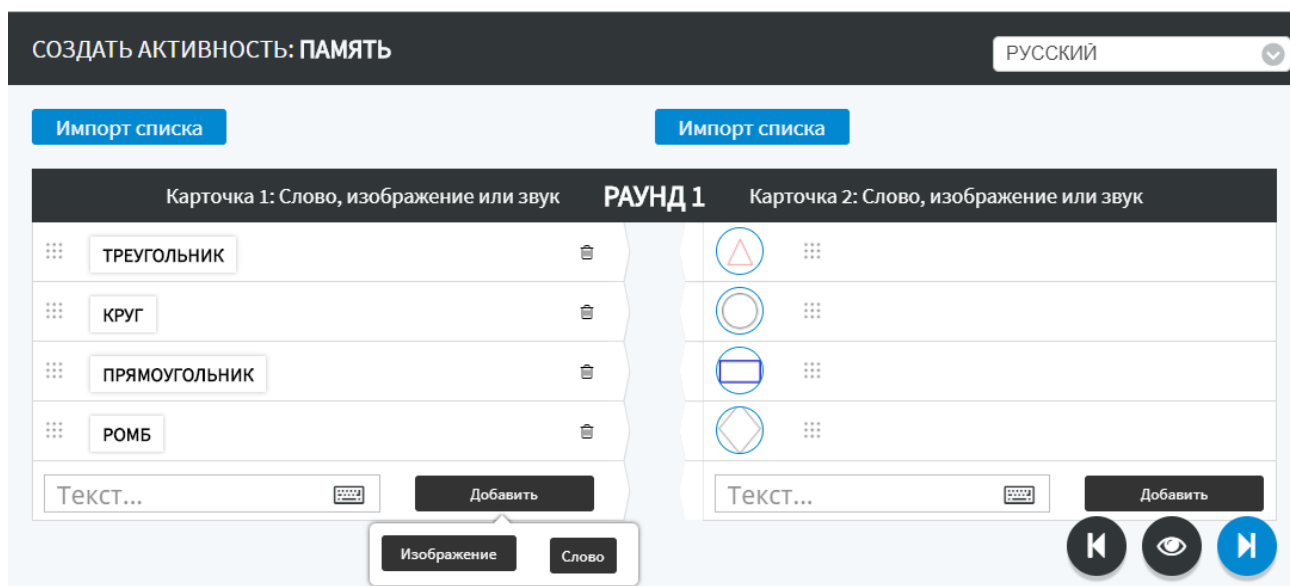 СОЗДАТЬ АКТИВНОСТЬ: ПАМЯТЬ
РУССКИЙ
Импорт списка
Импорт списка
Карточка 1: Слово, изображение или звук
РАУНД 1
Карточка 2: Слово, изображение или звук
ТРЕУГОЛЬНИК
КРУГ
ПРЯМОУГОЛЬНИК
РОМБ
Текст...
Добавить
Текст...
Добавить
Изображение
Слово